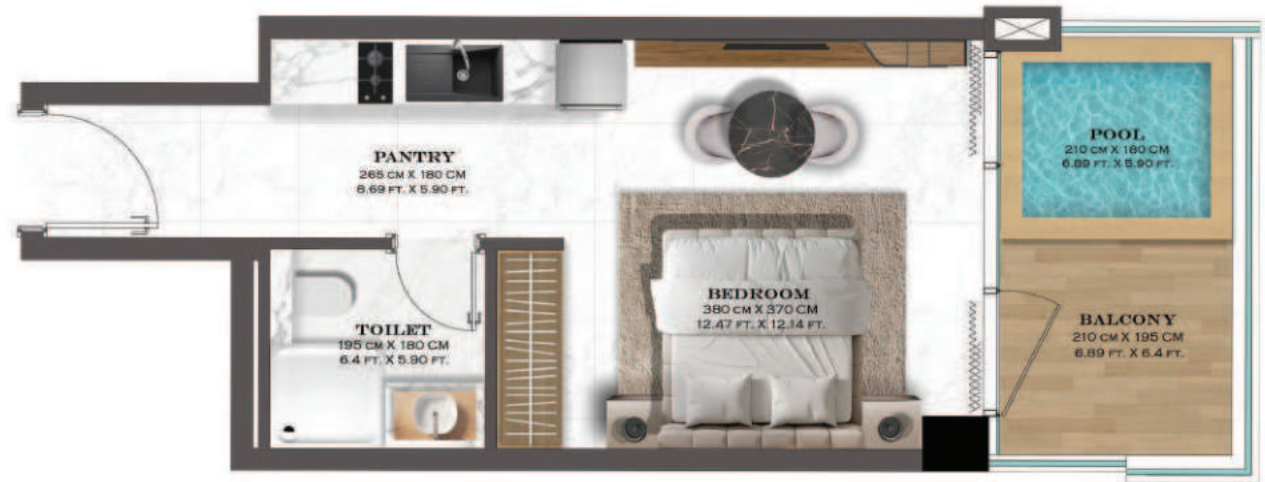 PANTRY
265 CM X 180 CM
8.69 FT. X 5.90 FT.
POOL
210 CM X 180 CM
6.89 FT. X 5.90 FT.
BEDROOM
380 CM X 370 CM
12.47 FT. X 12.14 FT.
TOILET
195 CM X 180 CM
6.4 FT. X 5.90 FT.
BALCONY
210 CM X 195 CM
6.89 FT. X 6.4 FT.